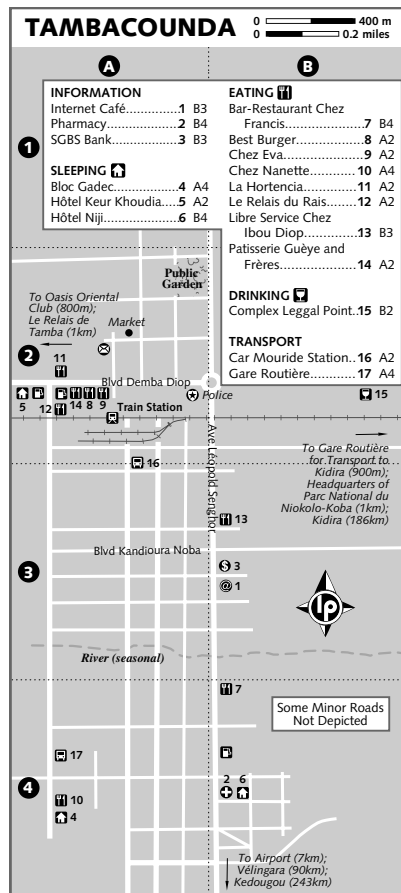 TAMBACOUNDA
0 400 m
0 0.2 miles
A
B
INFORMATION
Internet Café...............1 B3
Pharmacy....................2 B4
SGBS Bank..................3 B3
SLEEPING
Bloc Gadec.................4 A4
Hôtel Keur Khoudia.....5 A2
Hôtel Niji.....................6 B4
EATING
Bar-Restaurant Chez
Francis....................7 B4
Best Burger.................8 A2
Chez Eva.....................9 A2
Chez Nanette............10 A4
La Hortencia..............11 A2
Le Relais du Rais........12 A2
Libre Service Chez
Ibou Diop..............13 B3
Patisserie Guèye and
Frères.....................14 A2
DRINKING
Complex Leggal Point..15 B2
TRANSPORT
Car Mouride Station...16 A2
Gare Routière............17 A4
1
Public
Garden
To Oasis Oriental
Club (800m);
Le Relais de
Tamba (1km)
Market
2
11
Blvd Demba Diop
Police
5
12
14 8 9
15
Train Station
16
Ave Léopold Senghor
To Gare Routière
for Transport to
Kidira (900m);
Headquarters of
Parc National du
Niokolo-Koba (1km);
Kidira (186km)
13
Blvd Kandioura Noba
3
$ 3
@ 1
lp
River (seasonal)
7
Some Minor Roads
Not Depicted
17
4
2 6
10
4
To Airport (7km);
Vélingara (90km);
Kedougou (243km)